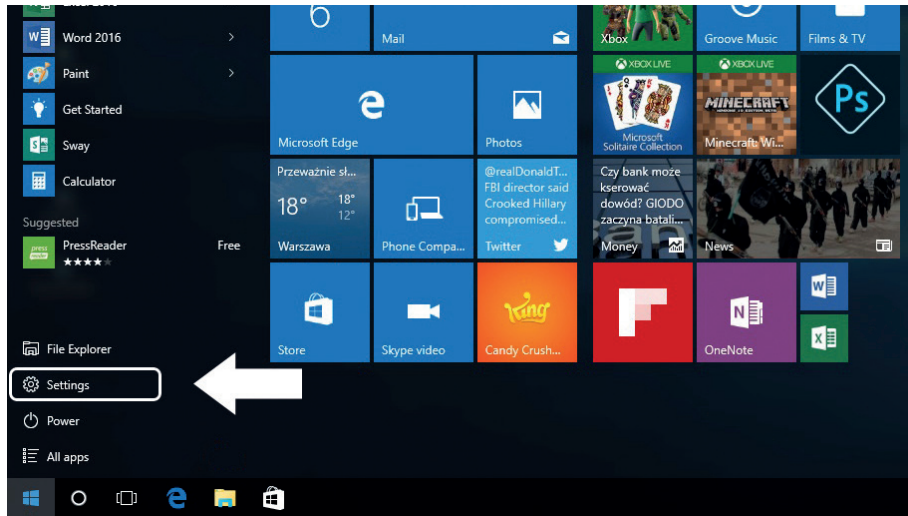 Word 2016
Paint
Get Started
Sway
Calculator
Suggested
press reader
PressReader
Free
File Explorer
Settings
Power
All apps
6
Mail
Microsoft Edge
Photos
Przeważnie sł...
18°
18°
12°
Warszawa
Phone Compa...
@realDonaldT...
FBI director said
Crooked Hillary
compromised...
Twitter
Store
Skype video
King
Candy Crush...
Xbox
Groove Music
Films & TV
XBOX LIVE
Microsoft
Solitaire Collection
XBOX LIVE
MINECRAFT
Minecraft: Wi...
Ps
Czy bank może
kserować
dowód? GIODO
zaczyna batali...
Money
News
N
OneNote
W
X